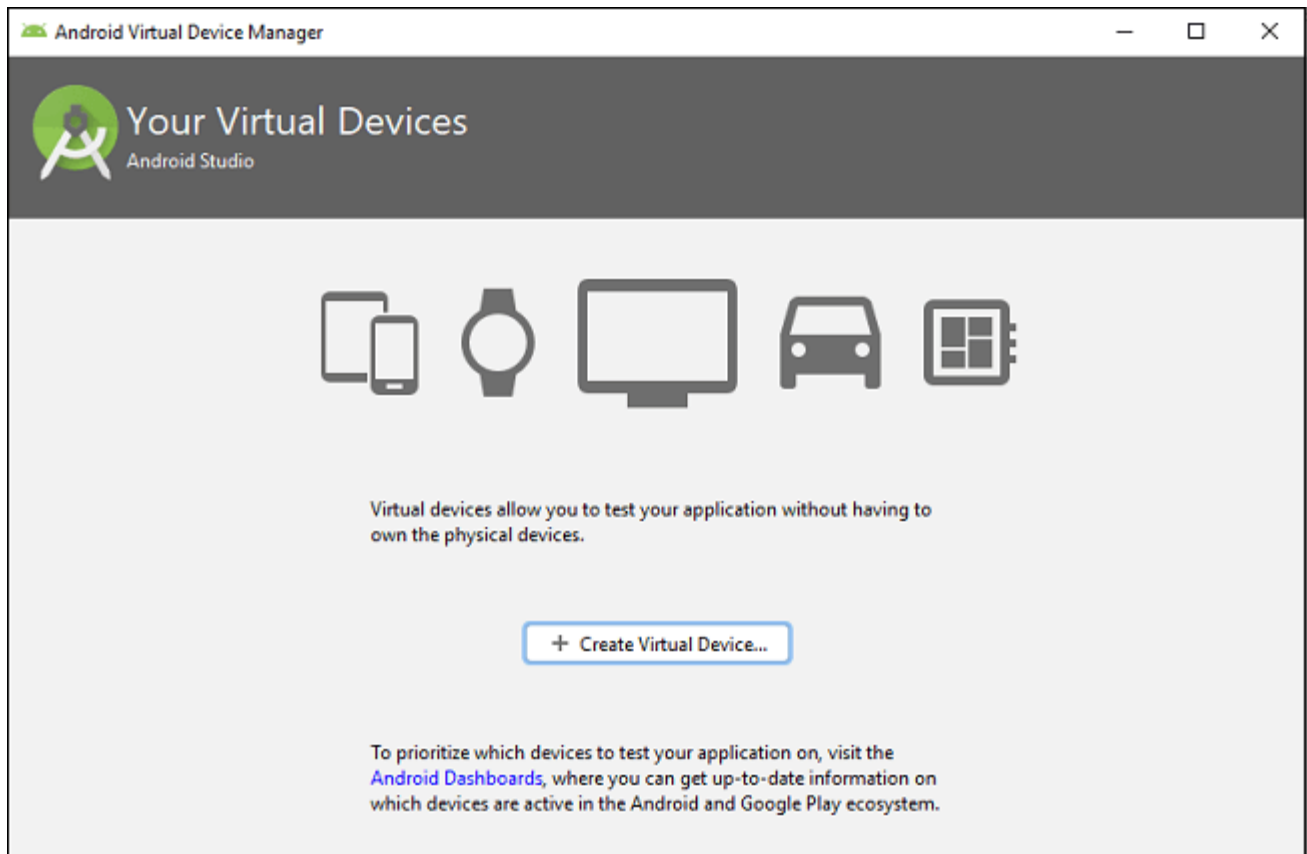 Android Virtual Device Manager
Your Virtual Devices
Android Studio
Virtual devices allow you to test your application without having to
own the physical devices.
+ Create Virtual Device...
To prioritize which devices to test your application on, visit the
Android Dashboards, where you can get up-to-date information on
which devices are active in the Android and Google Play ecosystem.